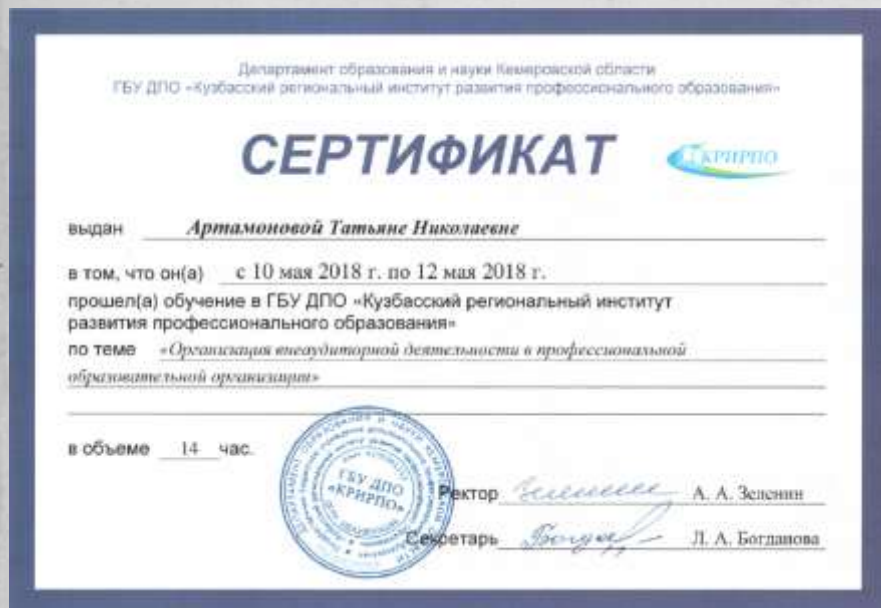 Департамент образования и науки Кемеровской области
ГБУ ДПО «Кузбасский региональный институт развития профессионального образования»
СЕРТИФИКАТ
КРИРПО
выдан Артамоновой Татьяне Николаевне
в том, что он(а) с 10 мая 2018 г. по 12 мая 2018 г.
прошел(а) обучение в ГБУ ДПО «Кузбасский региональный институт
развития профессионального образования»
по теме «Организация внеаудиторной деятельности в профессиональной
образовательной организации»
в объеме 14 час.
ГБУ ДПО
«КРИРПО»
Ректор А. А. Зеленин
Секретарь Л. А. Богданова